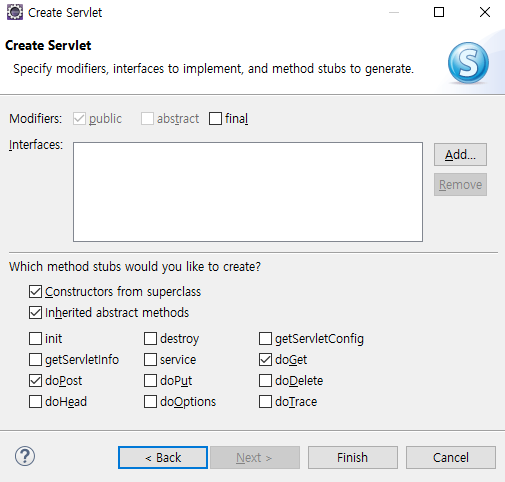 Create Servlet
Create Servlet
Specify modifiers, interfaces to implement, and method stubs to generate.
S
Modifiers: public abstract final
Interfaces:
Add...
Remove
Which method stubs would you like to create?
Constructors from superclass
Inherited abstract methods
init destroy getServletConfig
getServletInfo service doGet
doPost doPut doDelete
doHead doOptions doTrace
? < Back Next > Finish Cancel